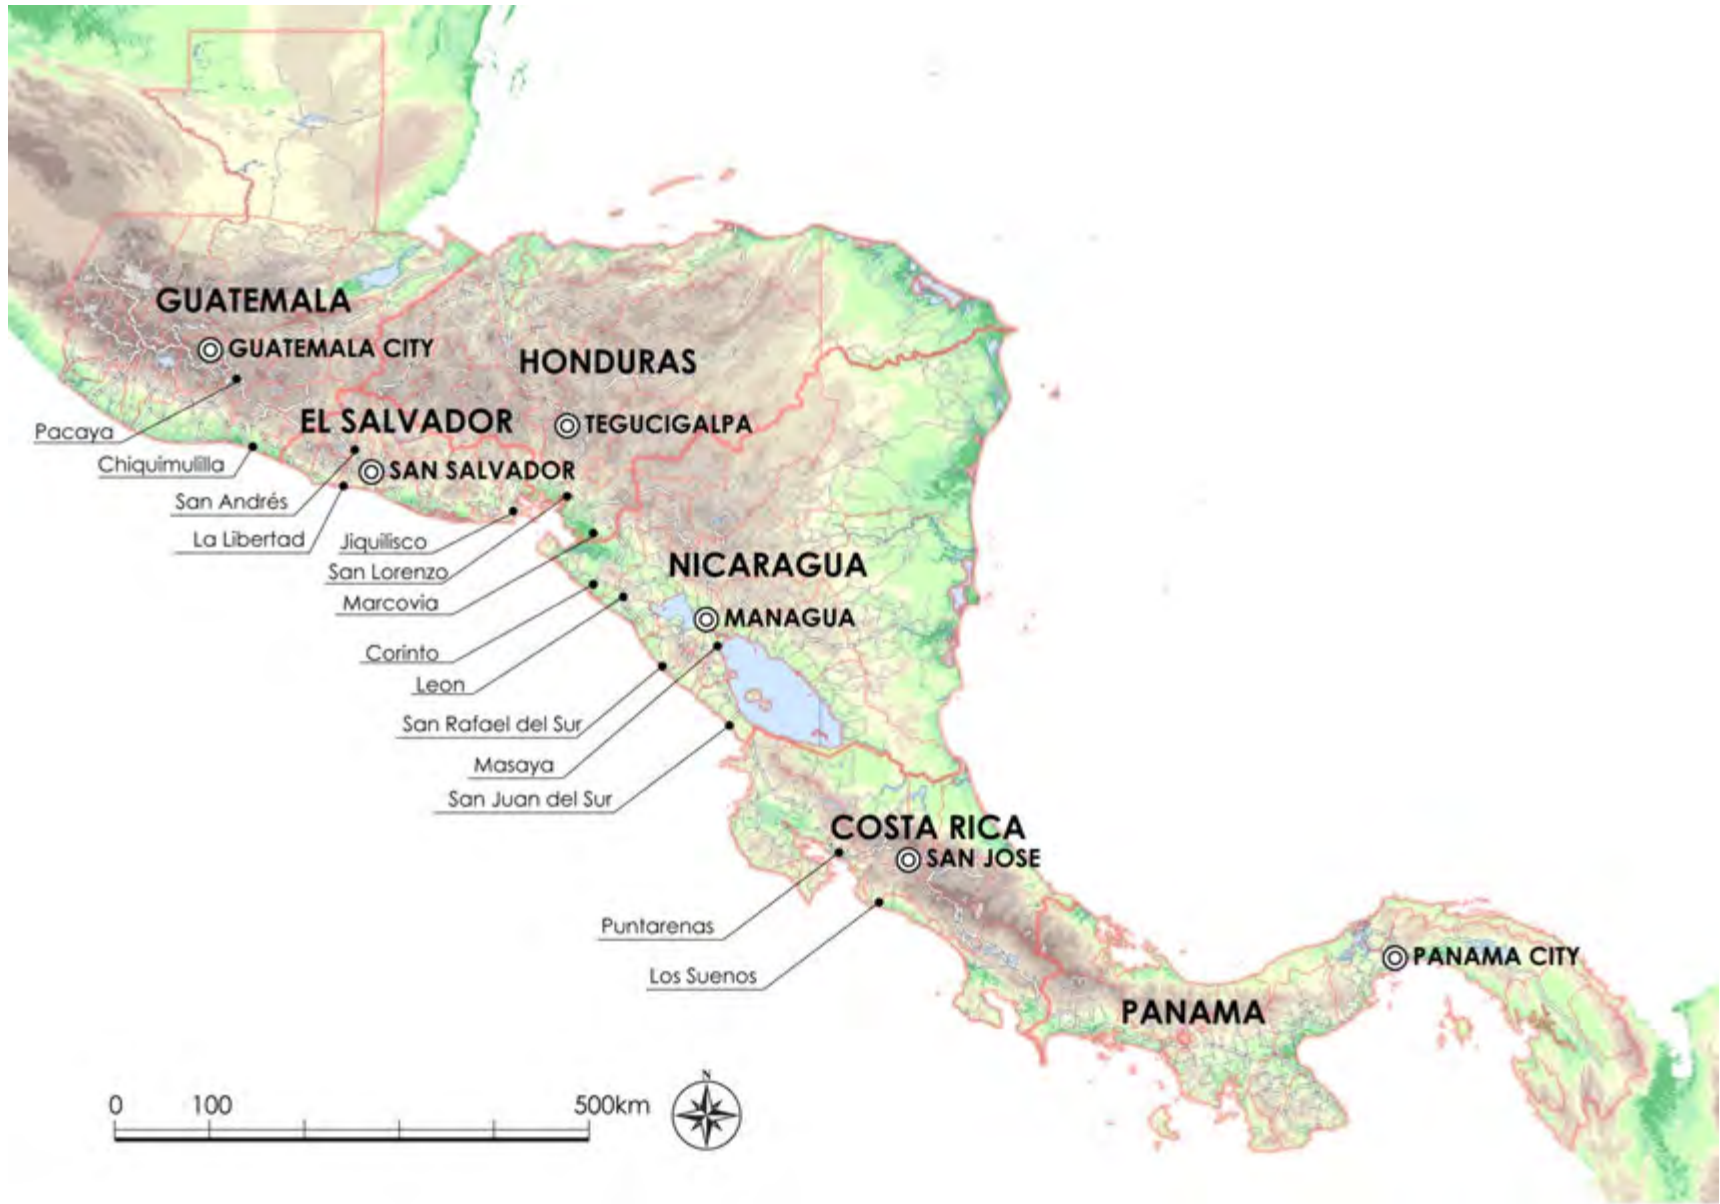 GUATEMALA
GUATEMALA CITY
HONDURAS
Pacaya
EL SALVADOR
TEGUCIGALPA
Chiquimulilla
SAN SALVADOR
San Andrés
La Libertad
Jiquilisco
San Lorenzo
NICARAGUA
Marcovia
MANAGUA
Corinto
Leon
San Rafael del Sur
Masaya
San Juan del Sur
COSTA RICA
SAN JOSE
Puntarenas
PANAMA CITY
Los Suenos
PANAMA
N
0 100 500km